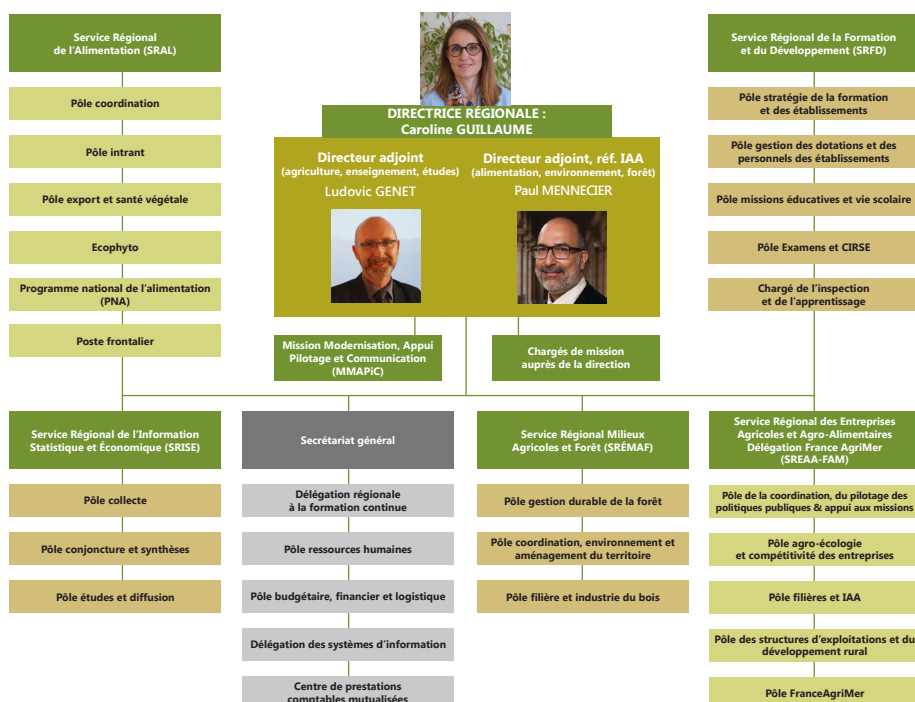 Service Régional
de l'Alimentation (SRAL)
Pôle coordination
Pôle intrant
Pôle export et santé végétale
Ecophyto
Programme national de l'alimentation
(PNA)
Poste frontalier
DIRECTRICE RÉGIONALE :
Caroline GUILLAUME
Directeur adjoint
(agriculture, enseignement, études)
Ludovic GENET
Directeur adjoint, réf. IAA
(alimentation, environnement, forêt)
Paul MENNECIER
Mission Modernisation, Appui
Pilotage et Communication
(MMAPiC)
Chargés de mission
auprès de la direction
Service Régional de la Formation
et du Développement (SRFD)
Pôle stratégie de la formation
et des établissements
Pôle gestion des dotations et des
personnels des établissements
Pôle missions éducatives et vie scolaire
Pôle Examens et CIRSE
Chargé de l'inspection
et de l'apprentissage
Service Régional de l'Information
Statistique et Économique (SRISE)
Pôle collecte
Pôle conjoncture et synthèses
Pôle études et diffusion
Secrétariat général
Délégation régionale
à la formation continue
Pôle ressources humaines
Pôle budgétaire, financier et logistique
Délégation des systèmes d'information
Centre de prestations
comptables mutualisées
Service Régional Milieux
Agricoles et Forêt (SRÉMAF)
Pôle gestion durable de la forêt
Pôle coordination, environnement et
aménagement du territoire
Pôle filière et industrie du bois
Service Régional des Entreprises
Agricoles et Agro-Alimentaires
Délégation France AgriMer
(SREAA-FAM)
Pôle de la coordination, du pilotage des
politiques publiques & appui aux missions
Pôle agro-écologie
et compétitivité des entreprises
Pôle filières et IAA
Pôle des structures d'exploitations et du
développement rural
Pôle FranceAgriMer